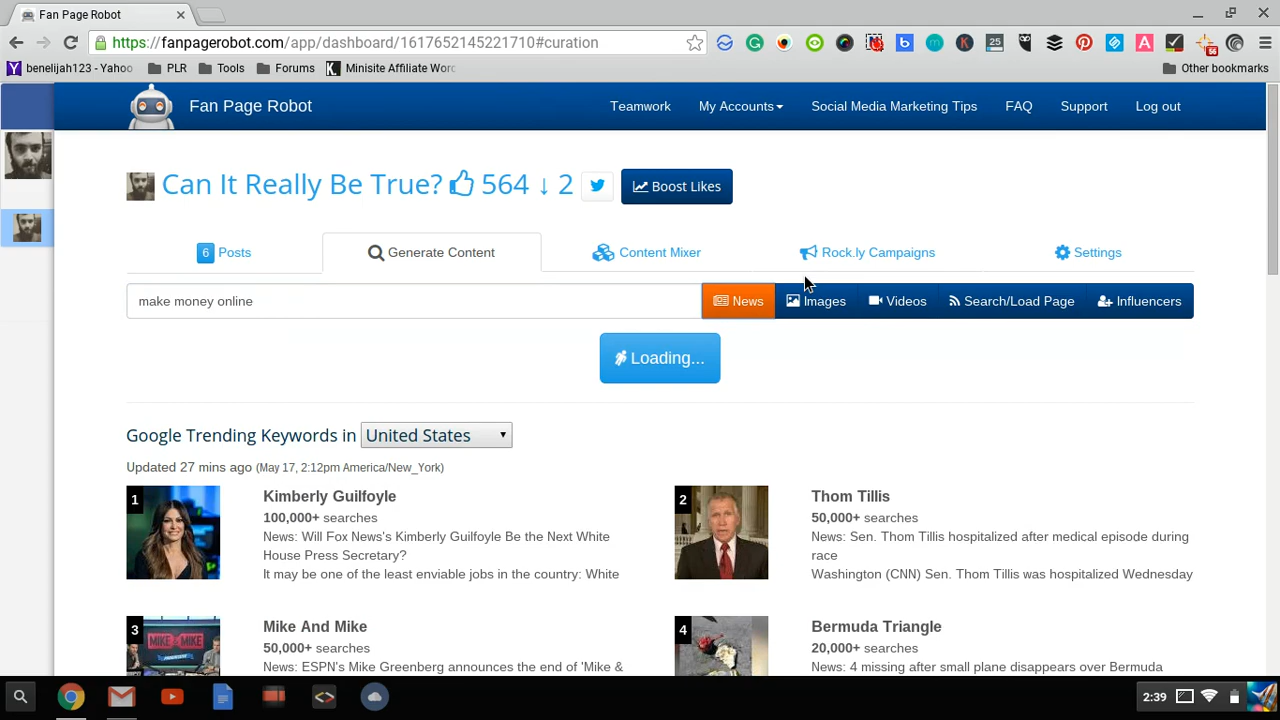 Fan Page Robot
https://fanpagerobot.com/app/dashboard/1617652145221710#curation
25
56
benelijah123 - Yahoo
PLR
Tools
Forums
Minisite Affiliate Word
Other bookmarks
Fan Page Robot
Teamwork
My Accounts
Social Media Marketing Tips
FAQ
Support
Log out
Can It Really Be True? 564 ↓ 2
Boost Likes
6 Posts
Generate Content
Content Mixer
Rock.ly Campaigns
Settings
make money online
News
Images
Videos
Search/Load Page
Influencers
Loading...
Google Trending Keywords in United States
Updated 27 mins ago (May 17, 2:12pm America/New_York)
1
Kimberly Guilfoyle
100,000+ searches
News: Will Fox News's Kimberly Guilfoyle Be the Next White
House Press Secretary?
It may be one of the least enviable jobs in the country: White
2
Thom Tillis
50,000+ searches
News: Sen. Thom Tillis hospitalized after medical episode during
race
Washington (CNN) Sen. Thom Tillis was hospitalized Wednesday
3
MIKE & MIKE
Mike And Mike
50,000+ searches
News: ESPN's Mike Greenberg announces the end of 'Mike &
4
Bermuda Triangle
20,000+ searches
News: 4 missing after small plane disappears over Bermuda
2:39